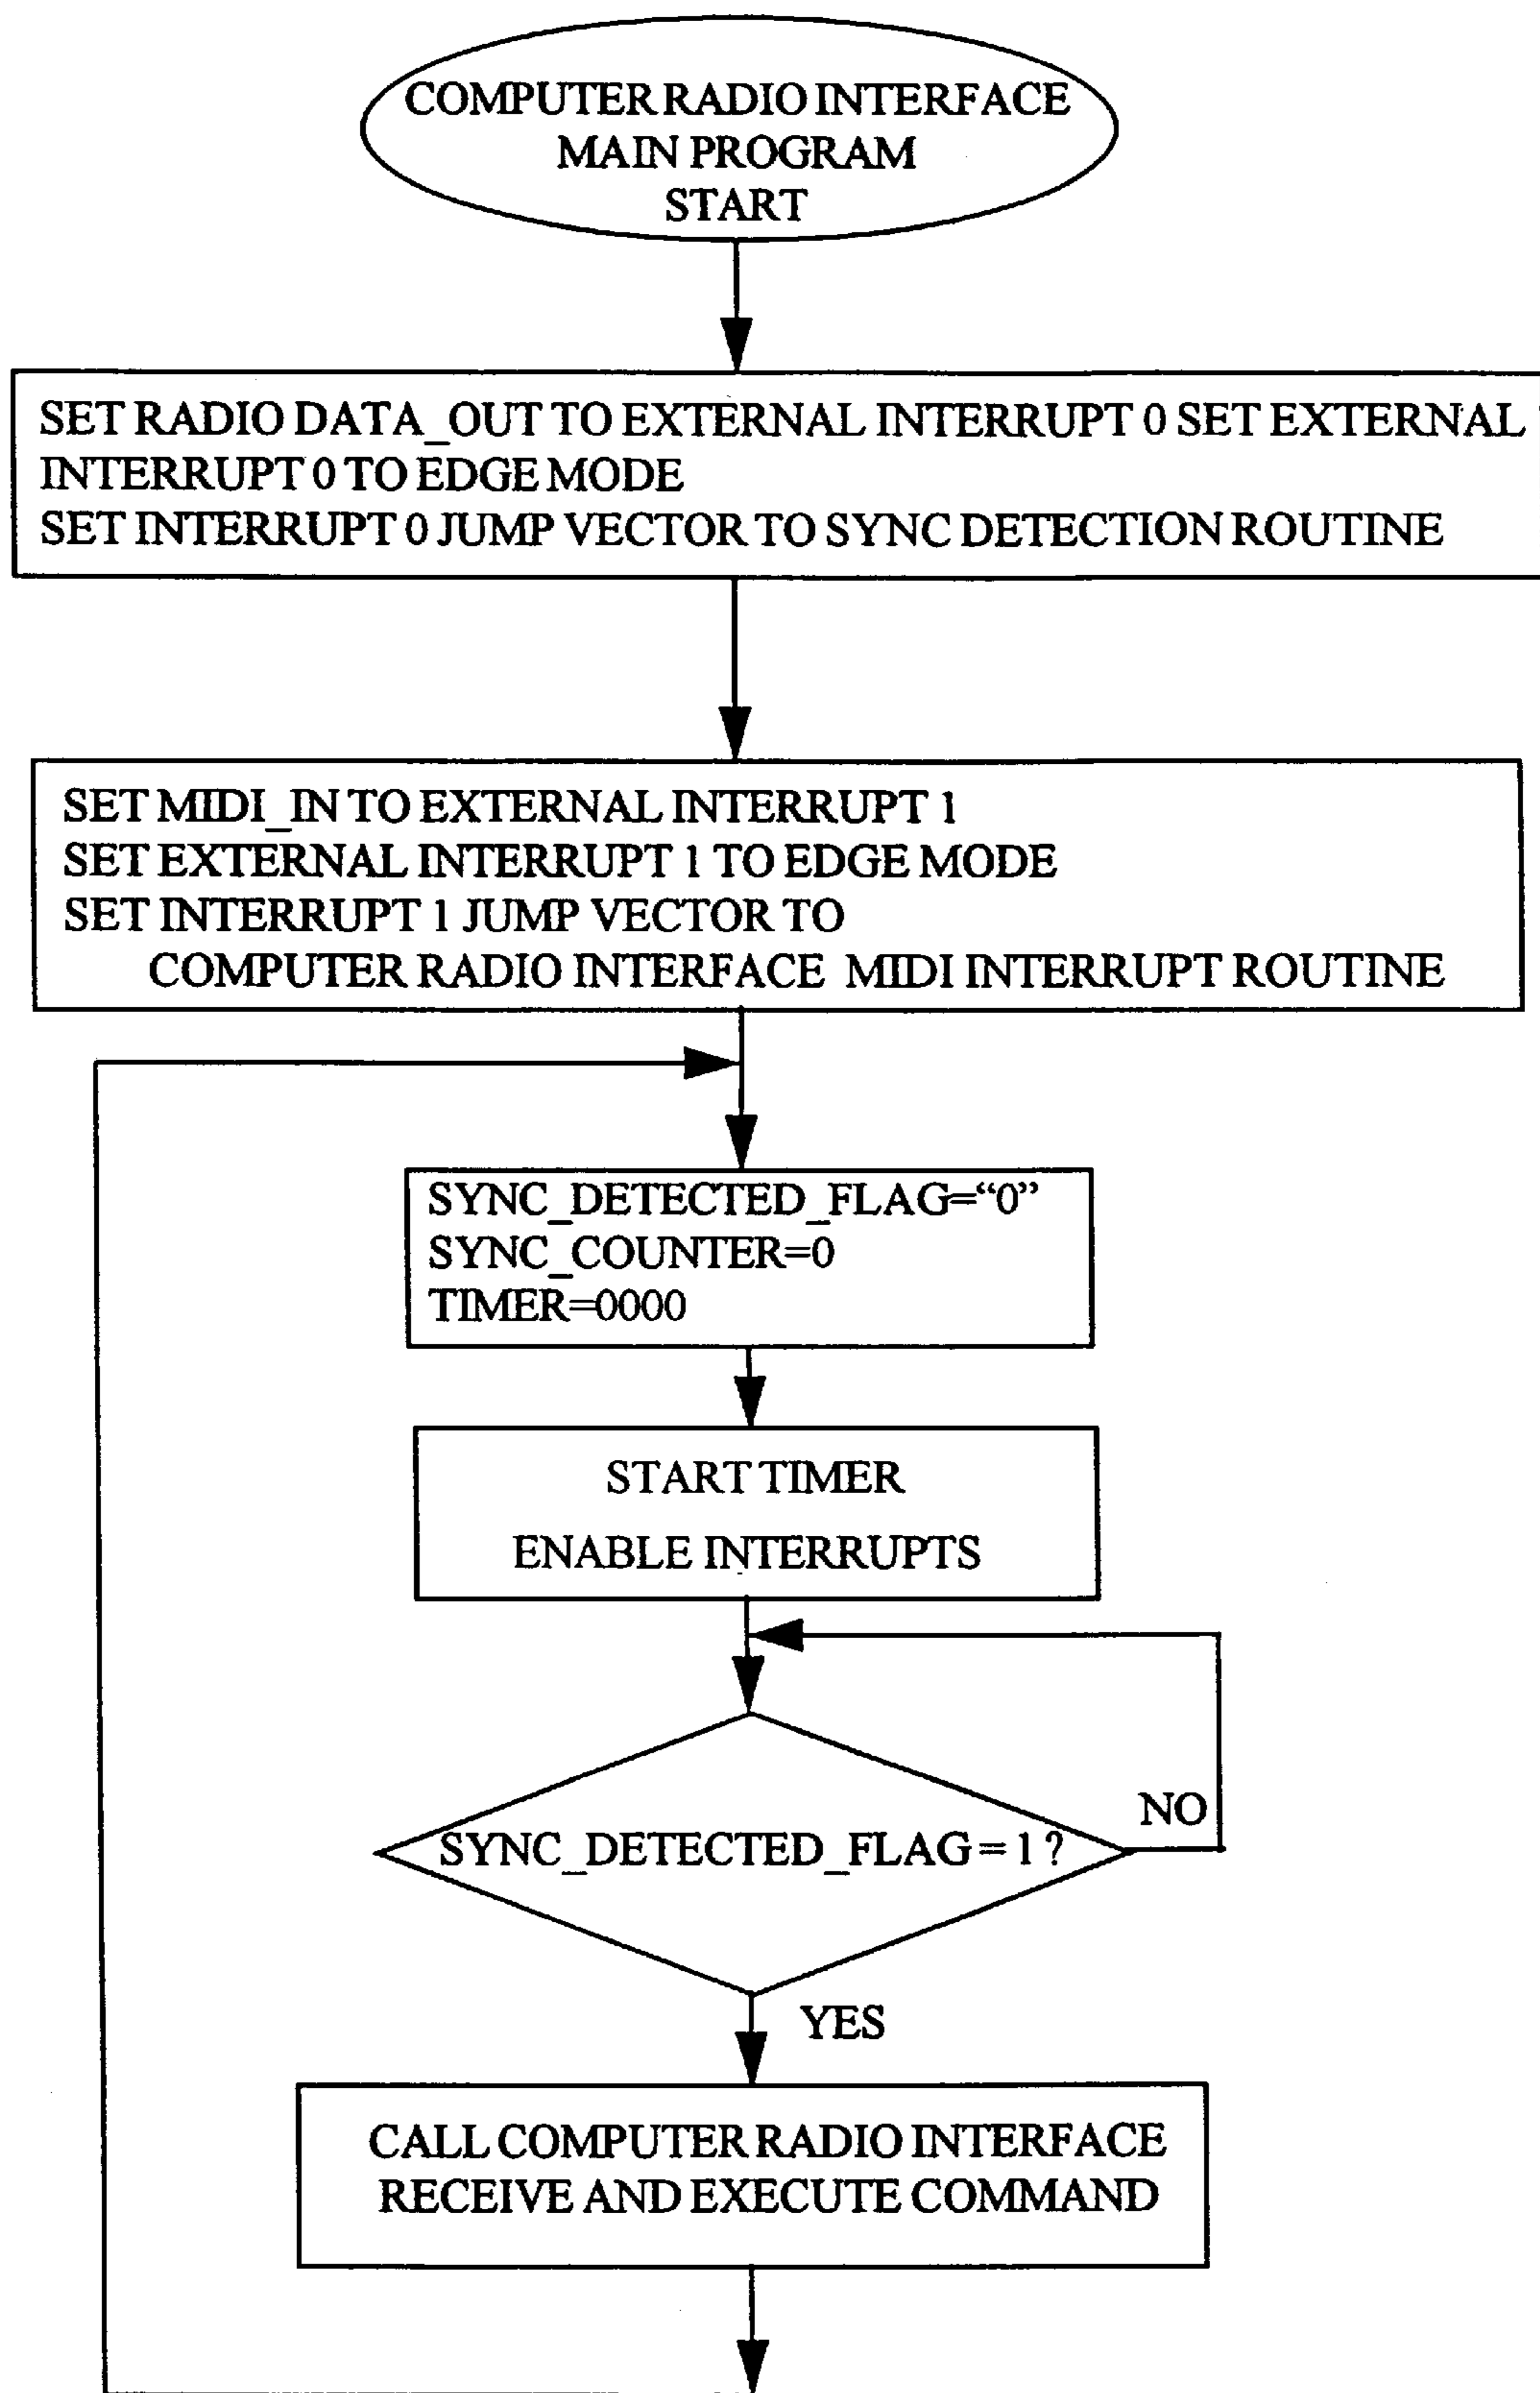 COMPUTER RADIO INTERFACE
MAIN PROGRAM
START
SET RADIO DATA_OUT TO EXTERNAL INTERRUPT 0 SET EXTERNAL
INTERRUPT 0 TO EDGE MODE
SET INTERRUPT 0 JUMP VECTOR TO SYNC DETECTION ROUTINE
SET MIDI_IN TO EXTERNAL INTERRUPT 1
SET EXTERNAL INTERRUPT 1 TO EDGE MODE
SET INTERRUPT 1 JUMP VECTOR TO
COMPUTER RADIO INTERFACE MIDI INTERRUPT ROUTINE
SYNC_DETECTED_FLAG=“0”
SYNC_COUNTER=0
TIMER=0000
START TIMER
ENABLE INTERRUPTS
NO
SYNC_DETECTED_FLAG = 1 ?
YES
CALL COMPUTER RADIO INTERFACE
RECEIVE AND EXECUTE COMMAND